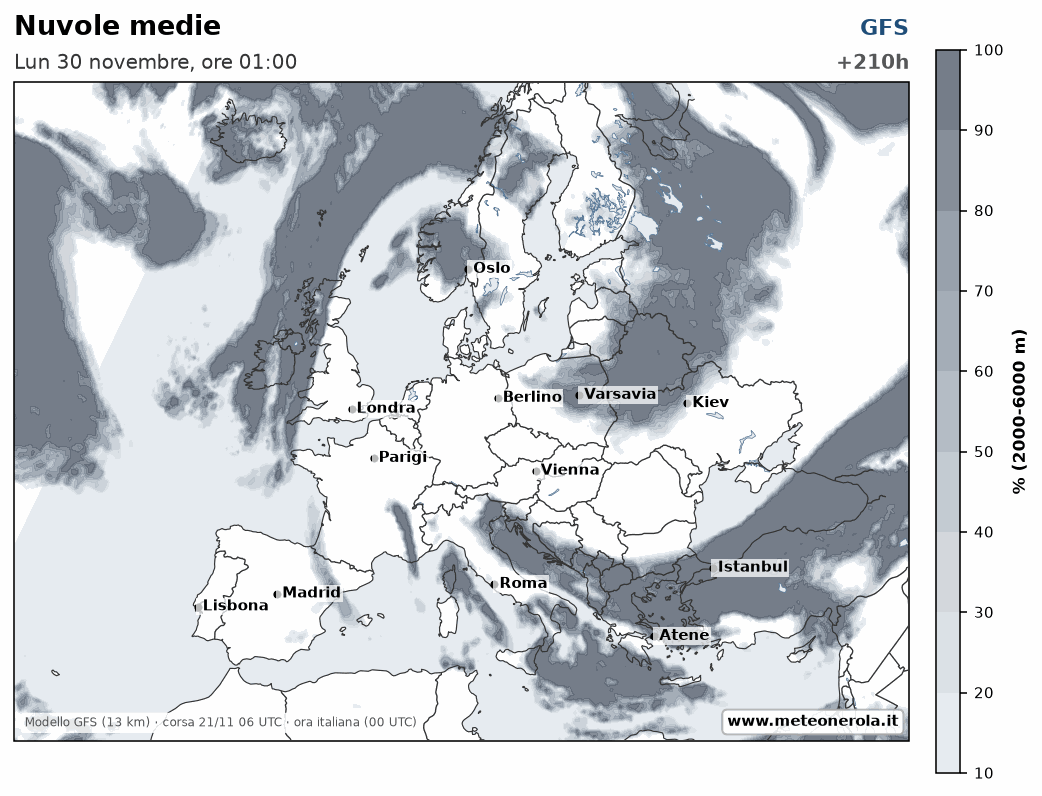 Nuvole medie
GFS
Lun 30 novembre, ore 01:00
+210h
100
90
80
70
60
50
40
30
20
10
% (2000-6000 m)
Oslo
Berlino
Varsavia
Kiev
Londra
Parigi
Vienna
Istanbul
Roma
Madrid
Lisbona
Atene
Modello GFS (13 km) · corsa 21/11 06 UTC · ora italiana (00 UTC)
www.meteonerola.it